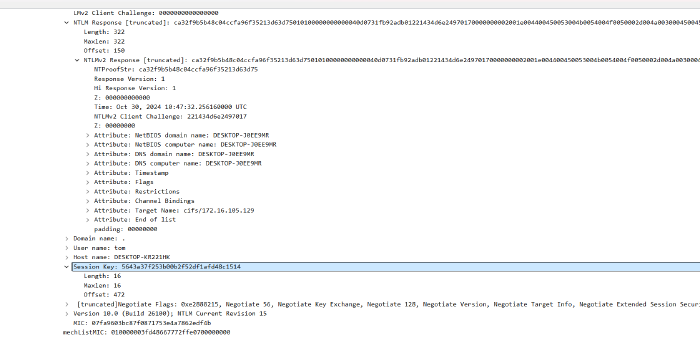 LMv2 Client Challenge: 0000000000000000
NTLM Response [truncated]:
Length: 322
Maxlen: 322
Offset: 150
NTLMv2 Response [truncated]:
NTProofStr: ca32f9b5b48c04ccfa96f35213d63d75
Response Version: 1
Hi Response Version: 1
Z: 000000000000
Time: Oct 30, 2024 10:47:32.256160000 UTC
NTLMv2 Client Challenge: 221434d6e2497017
Z: 00000000
Attribute: NetBIOS domain name: DESKTOP-J0EE9MR
Attribute: NetBIOS computer name: DESKTOP-J0EE9MR
Attribute: DNS domain name: DESKTOP-J0EE9MR
Attribute: DNS computer name: DESKTOP-J0EE9MR
Attribute: Timestamp
Attribute: Flags
Attribute: Restrictions
Attribute: Channel Bindings
Attribute: Target Name: cifs/172.16.105.129
Attribute: End of list
padding: 00000000
Domain name: .
User name: tom
Host name: DESKTOP-KR221HK
Session Key: 5643a37f253b00b2f52df1afd48c1514
Length: 16
Maxlen: 16
Offset: 472
[truncated]Negotiate Flags: 0xe2888215, Negotiate 56, Negotiate Key Exchange, Negotiate 128, Negotiate Version, Negotiate Target Info, Negotiate Extended Session Securi
Version 10.0 (Build 26100); NTLM Current Revision 15
MIC: 07fa9603bc87f0871753e4a7862edf4b
mechListMIC: 010000003fd48667772ffe0700000000